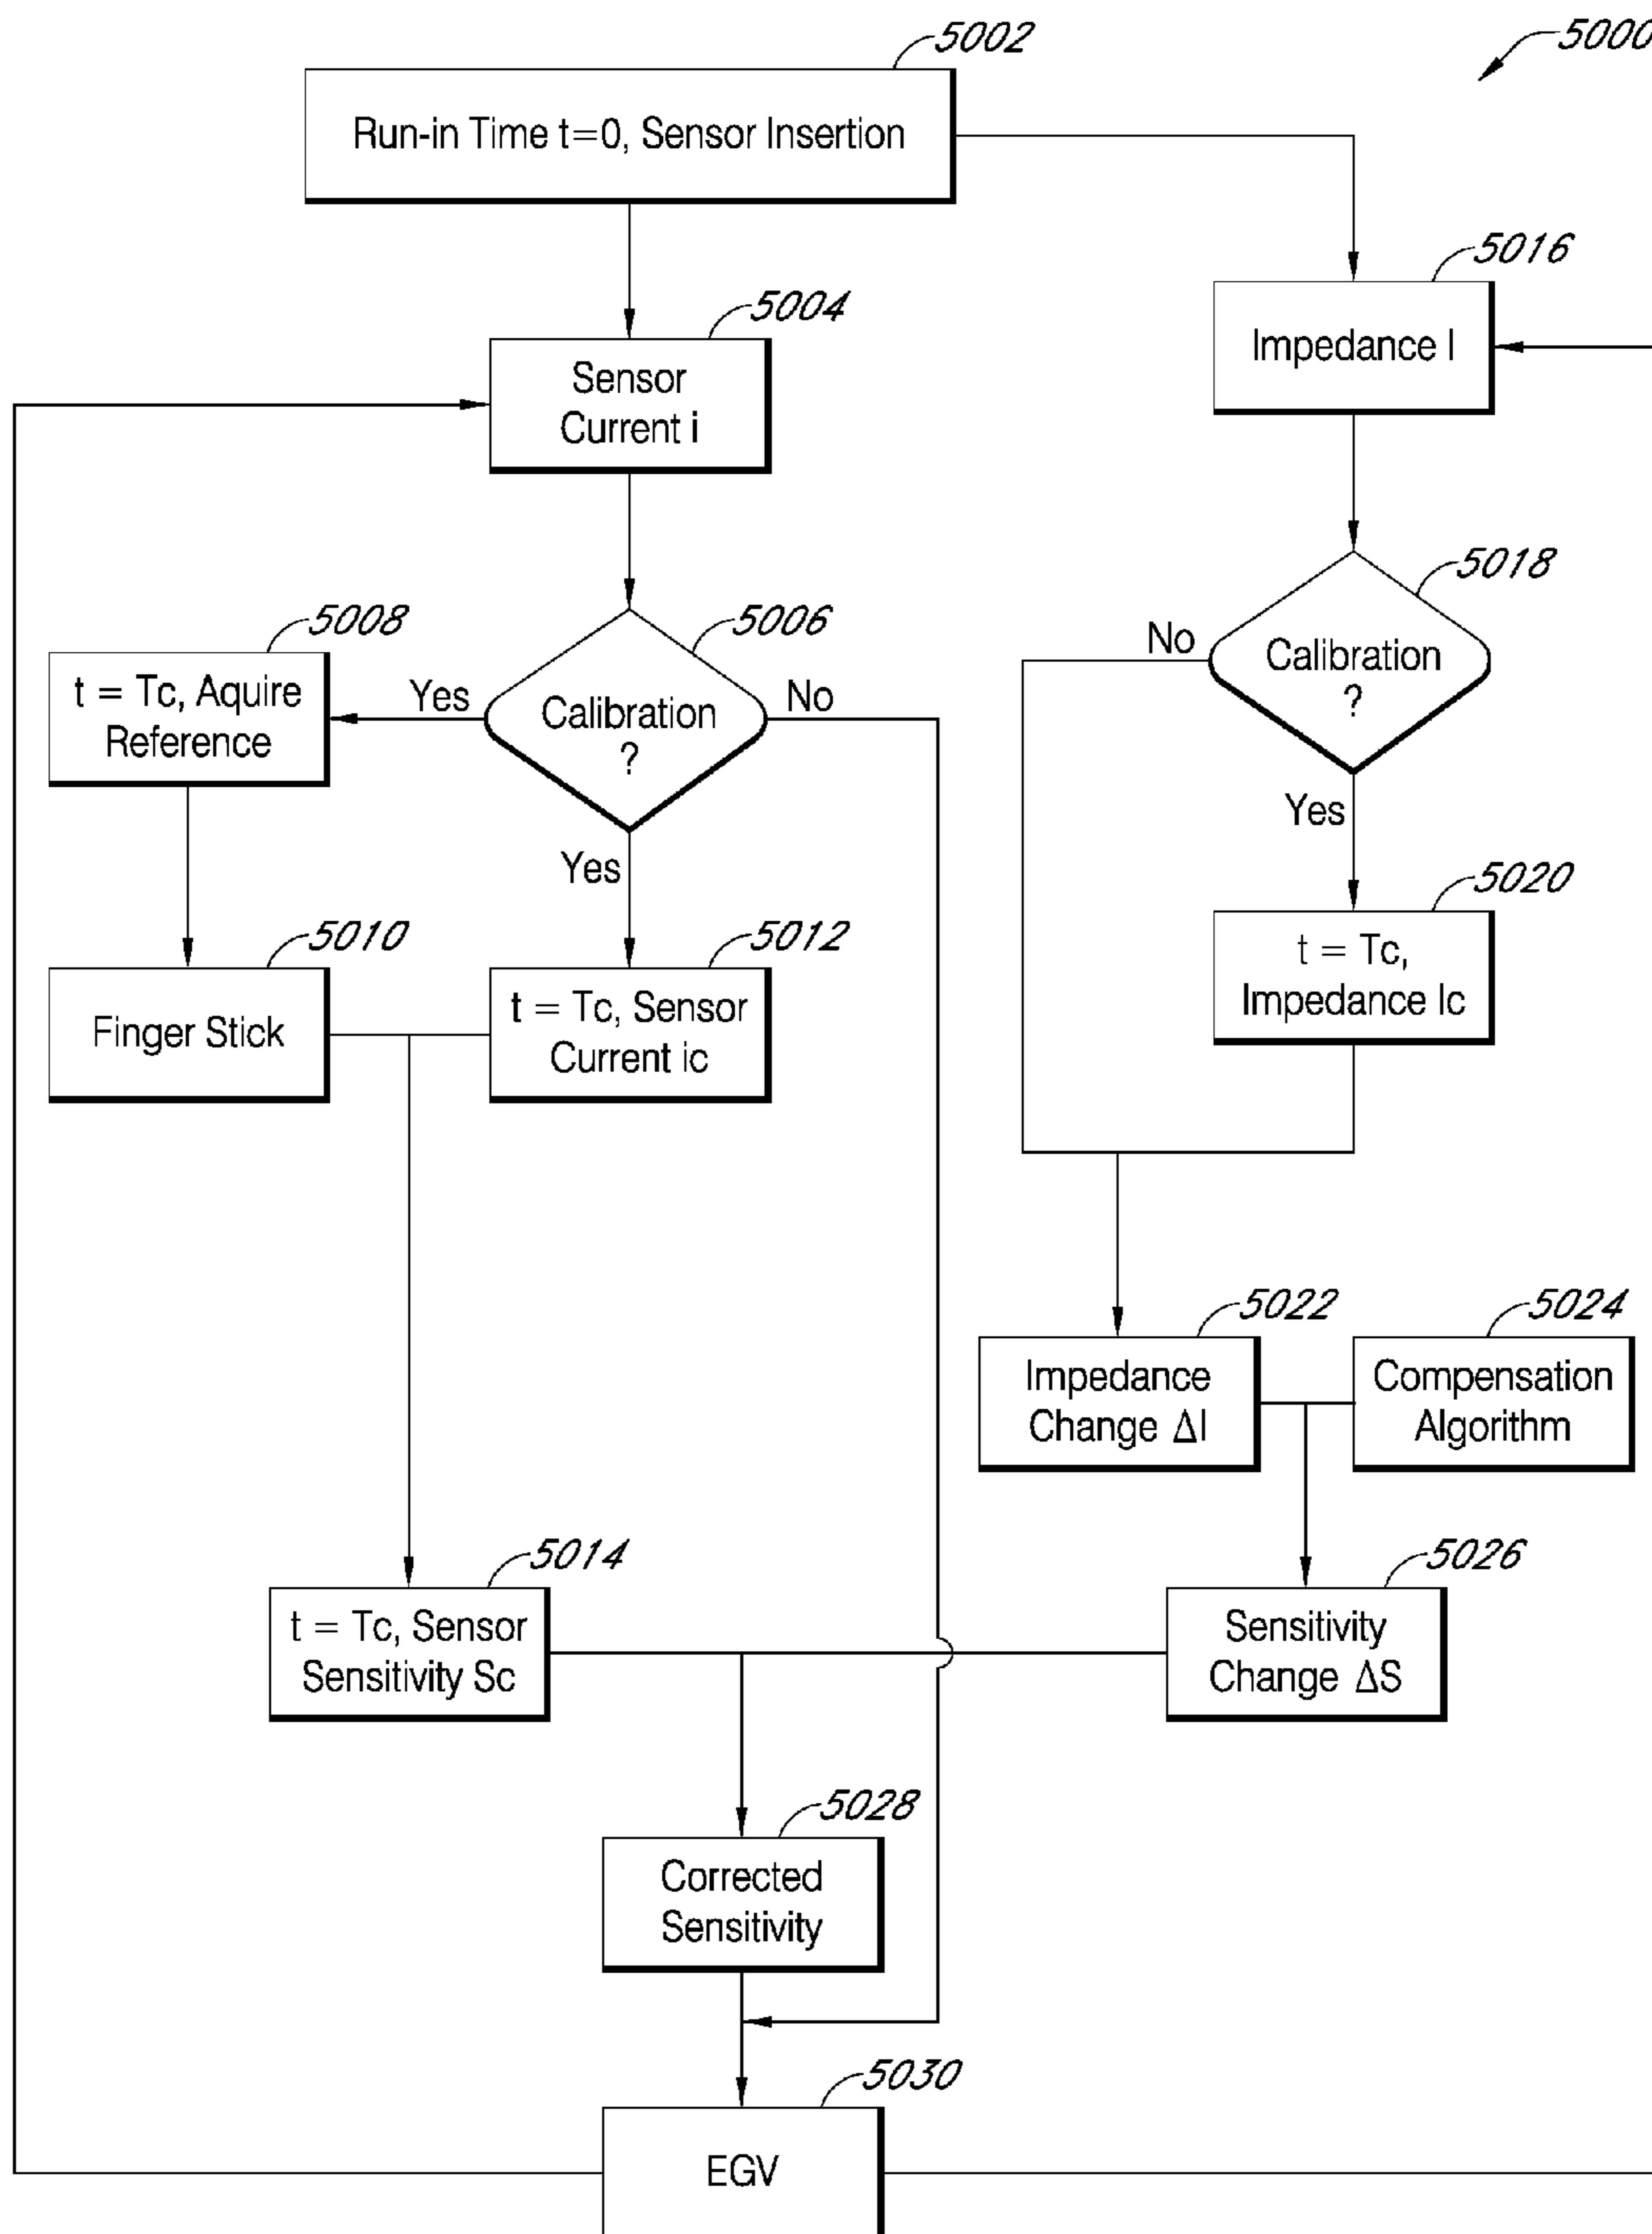 5002
5000
Run-in Time t=0, Sensor Insertion
5016
Impedance I
5004
Sensor
Current i
5018
Calibration
?
No
Yes
5008
t = Tc, Aquire
Reference
5006
Calibration
?
Yes
No
Yes
5020
t = Tc,
Impedance Ic
5010
Finger Stick
5012
t = Tc, Sensor
Current ic
5022
Impedance
Change ΔI
5024
Compensation
Algorithm
5014
t = Tc, Sensor
Sensitivity Sc
5026
Sensitivity
Change ΔS
5028
Corrected
Sensitivity
5030
EGV